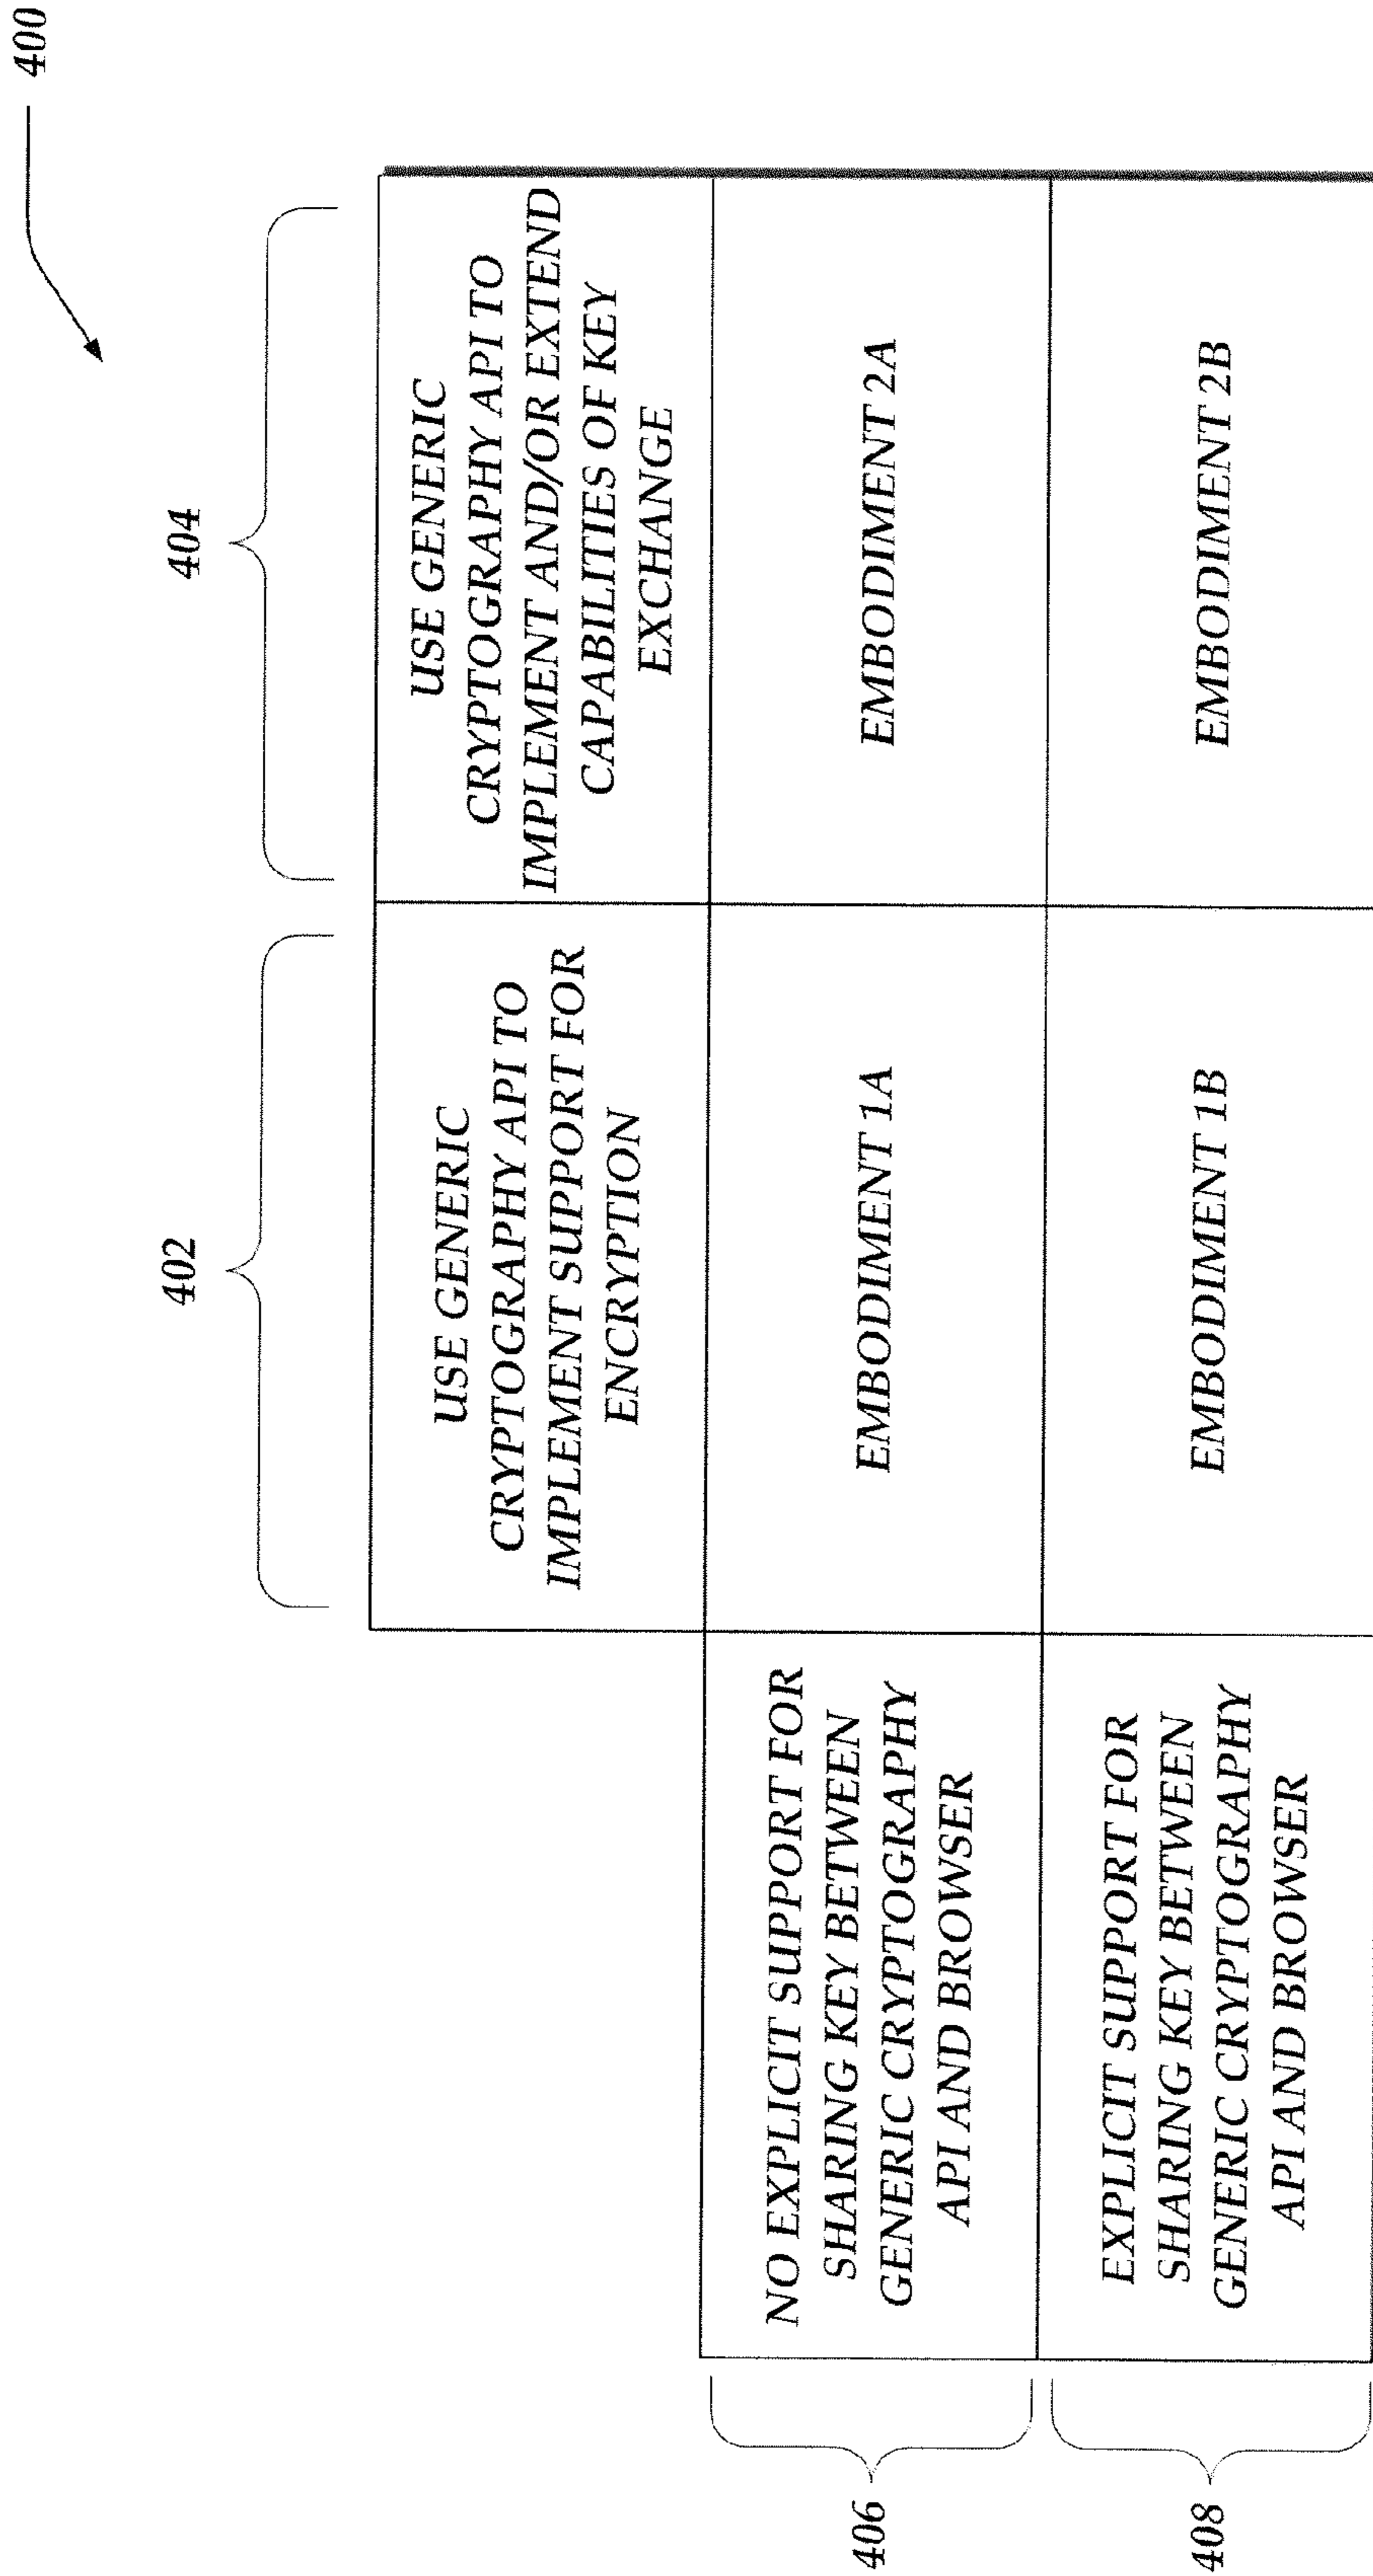 400
402
404
USE GENERIC
CRYPTOGRAPHY API TO
IMPLEMENT SUPPORT FOR
ENCRYPTION
USE GENERIC
CRYPTOGRAPHY API TO
IMPLEMENT AND/OR EXTEND
CAPABILITIES OF KEY
EXCHANGE
406
NO EXPLICIT SUPPORT FOR
SHARING KEY BETWEEN
GENERIC CRYPTOGRAPHY
API AND BROWSER
EMBODIMENT 1A
EMBODIMENT 2A
408
EXPLICIT SUPPORT FOR
SHARING KEY BETWEEN
GENERIC CRYPTOGRAPHY
API AND BROWSER
EMBODIMENT 1B
EMBODIMENT 2B